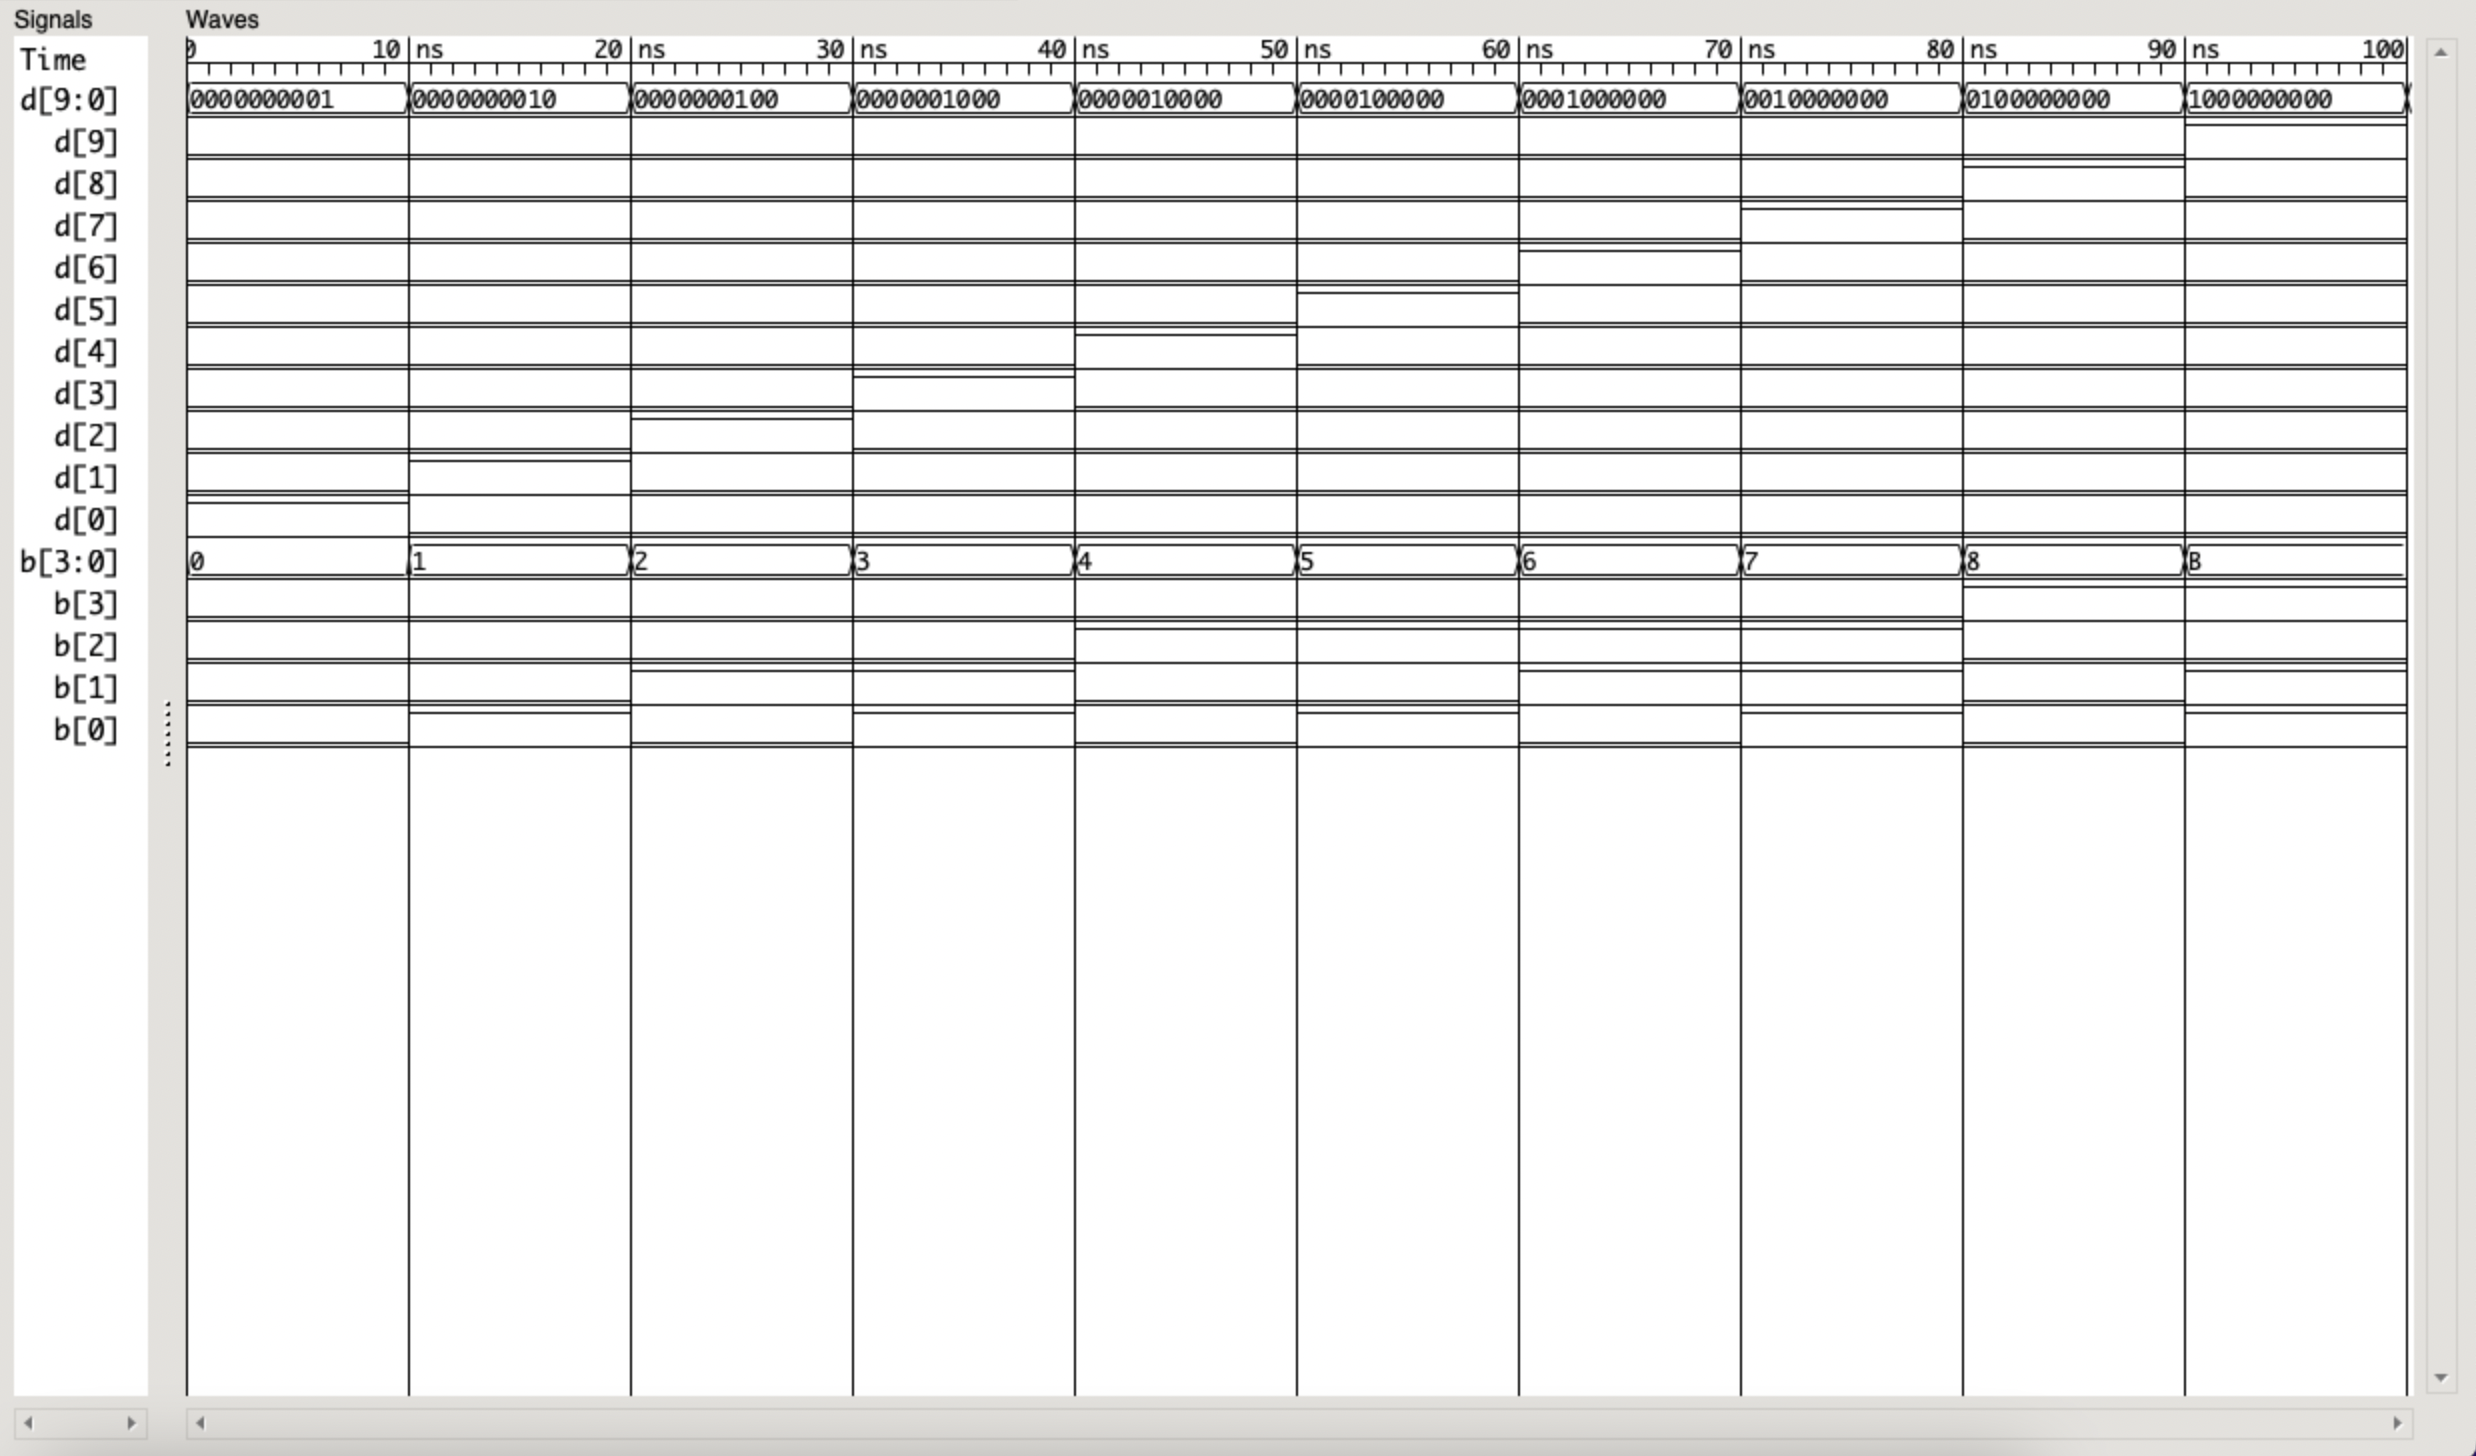 Signals Waves
Time 0 10 ns 20 ns 30 ns 40 ns 50 ns 60 ns 70 ns 80 ns 90 ns 100
d[9:0] 0000000001 0000000010 0000000100 0000001000 0000010000 0000100000 0001000000 0010000000 0100000000 1000000000
d[9]
d[8]
d[7]
d[6]
d[5]
d[4]
d[3]
d[2]
d[1]
d[0]
b[3:0] 0 1 2 3 4 5 6 7 8 B
b[3]
b[2]
b[1]
b[0]